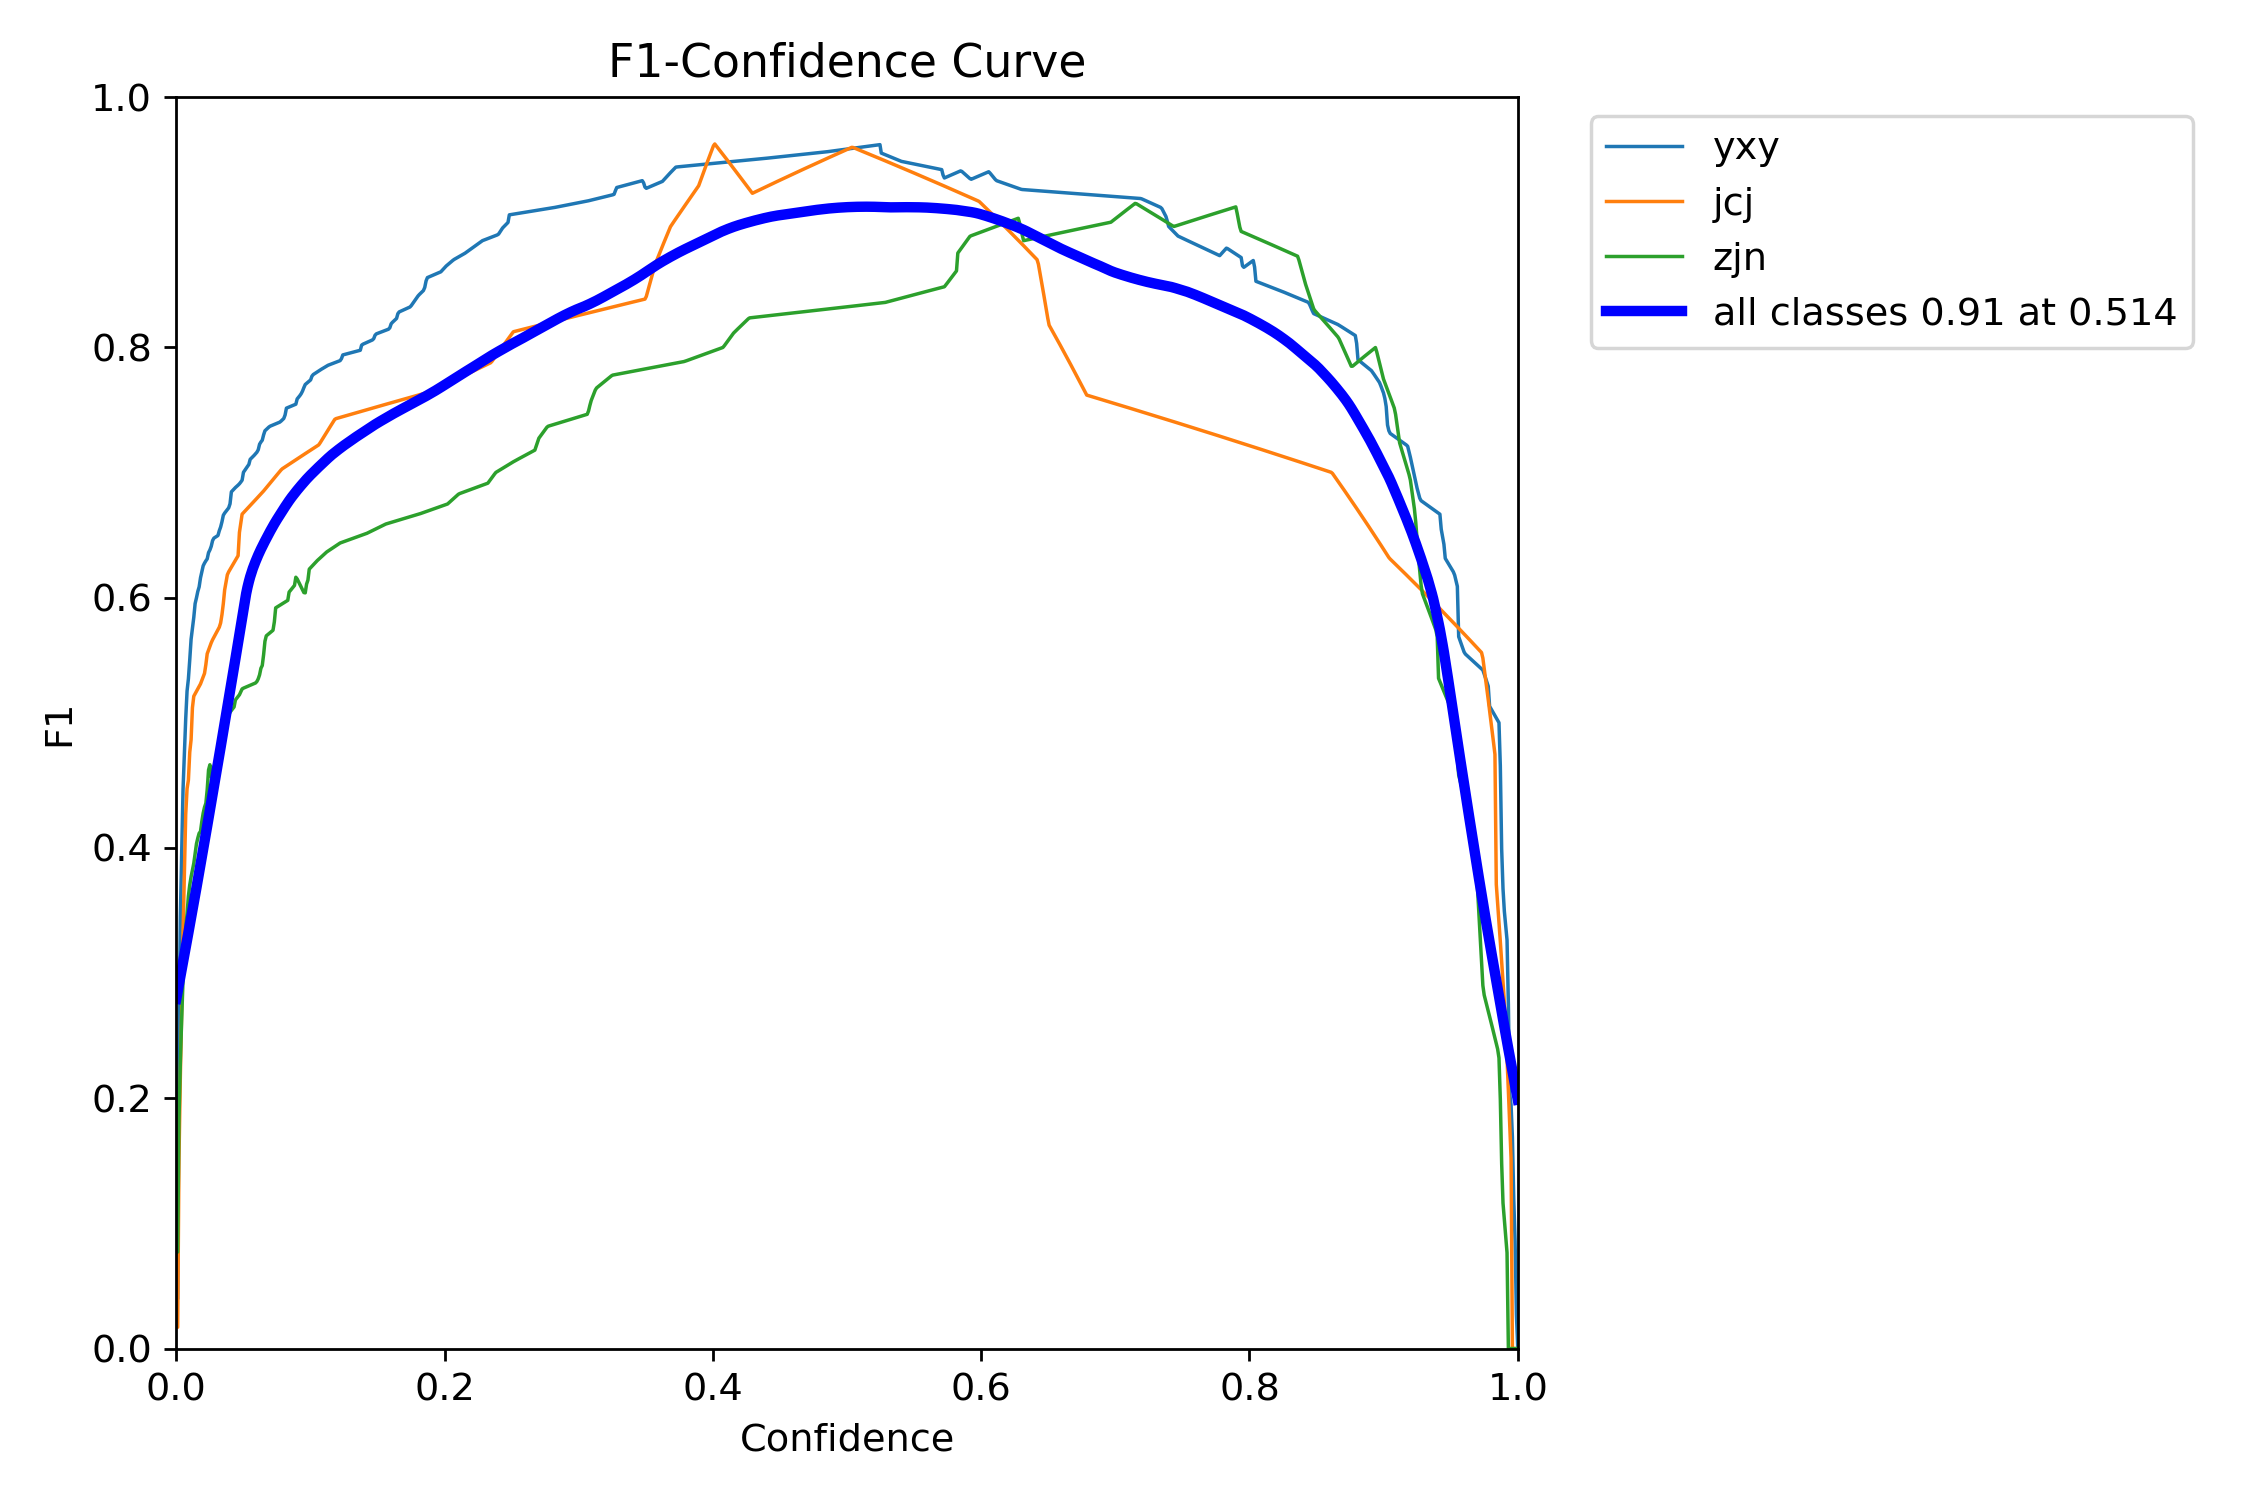 F1-Confidence Curve
1.0
0.8
0.6
0.4
0.2
0.0
F1
0.0 0.2 0.4 0.6 0.8 1.0
Confidence
yxy
jcj
zjn
all classes 0.91 at 0.514